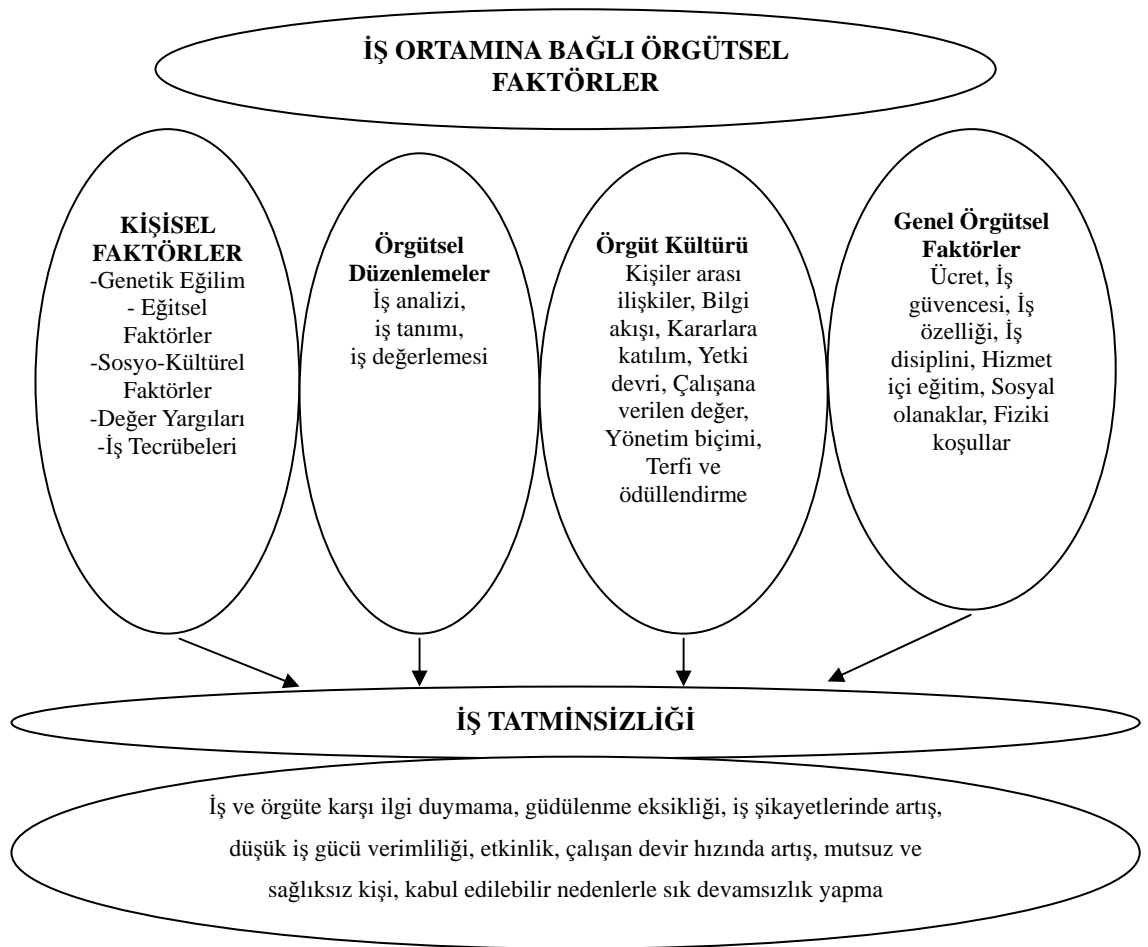 İŞ ORTAMINA BAĞLI ÖRGÜTSEL
FAKTÖRLER
KİŞİSEL
FAKTÖRLER
-Genetik Eğilim
- Eğitsel
Faktörler
-Sosyo-Kültürel
Faktörler
-Değer Yargıları
-İş Tecrübeleri
Örgütsel
Düzenlemeler
İş analizi,
iş tanımı,
iş değerlemesi
Örgüt Kültürü
Kişiler arası
ilişkiler, Bilgi
akışı, Kararlara
katılım, Yetki
devri, Çalışana
verilen değer,
Yönetim biçimi,
Terfi ve
ödüllendirme
Genel Örgütsel
Faktörler
Ücret, İş
güvencesi, İş
özelliği, İş
disiplini, Hizmet
içi eğitim, Sosyal
olanaklar, Fiziki
koşullar
İŞ TATMİNSİZLİĞİ
İş ve örgüte karşı ilgi duymama, güdülenme eksikliği, iş şikayetlerinde artış,
düşük iş gücü verimliliği, etkinlik, çalışan devir hızında artış, mutsuz ve
sağlıksız kişi, kabul edilebilir nedenlerle sık devamsızlık yapma